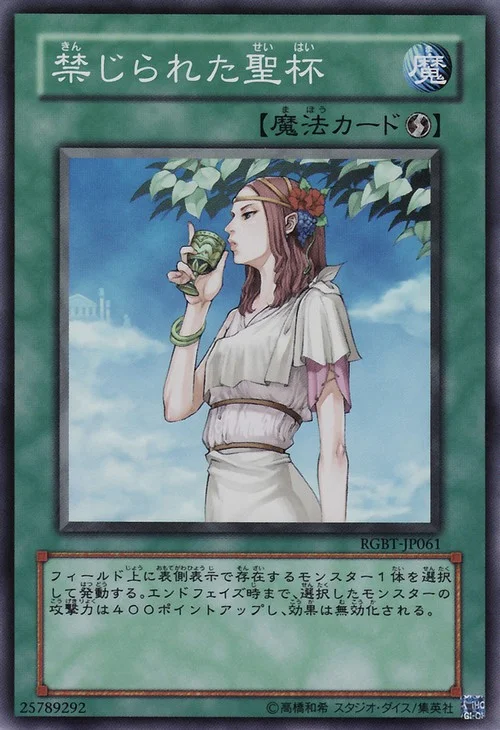 禁じられた聖杯
【魔法カード】
魔
RGBT-JP061
フィールド上に表側表示で存在するモンスター1体を選択
して発動する。エンドフェイズ時まで、選択したモンスターの
攻撃力は400ポイントアップし、効果は無効化される。
25789292
©高橋和希 スタジオ・ダイス/集英社